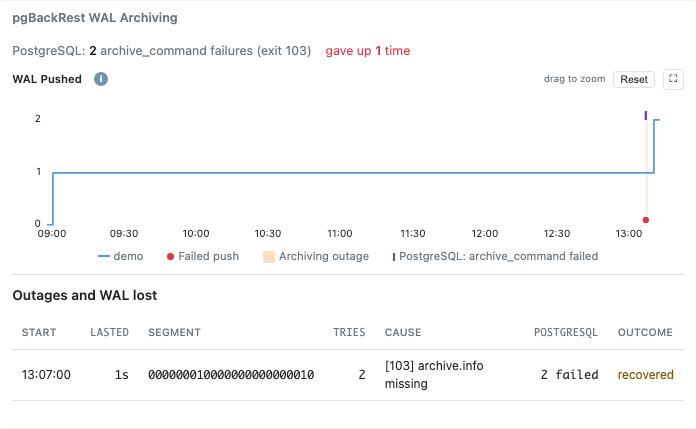 pgBackRest WAL Archiving
PostgreSQL: 2 archive_command failures (exit 103) gave up 1 time
WAL Pushed i drag to zoom Reset
2
1
0
09:00 09:30 10:00 10:30 11:00 11:30 12:00 12:30 13:00
demo Failed push Archiving outage PostgreSQL: archive_command failed
Outages and WAL lost
START LASTED SEGMENT TRIES CAUSE POSTGRESQL OUTCOME
13:07:00 1s 000000010000000000000010 2 [103] archive.info missing 2 failed recovered